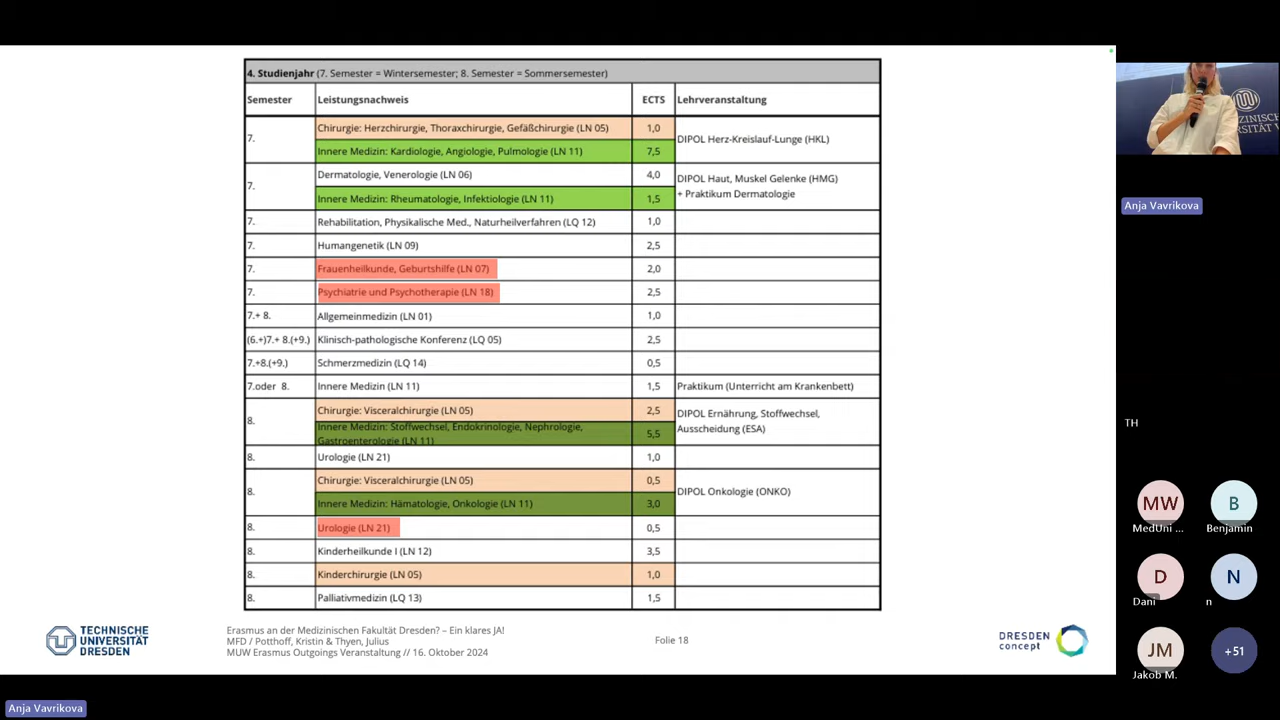 4. Studienjahr (7. Semester = Wintersemester; 8. Semester = Sommersemester)
Semester Leistungsnachweis ECTS Lehrveranstaltung
7.
Chirurgie: Herzchirurgie, Thoraxchirurgie, Gefäßchirurgie (LN 05) 1,0
Innere Medizin: Kardiologie, Angiologie, Pulmologie (LN 11) 7,5
DIPOL Herz-Kreislauf-Lunge (HKL)
7.
Dermatologie, Venerologie (LN 06) 4,0
Innere Medizin: Rheumatologie, Infektiologie (LN 11) 1,5
DIPOL Haut, Muskel Gelenke (HMG)
+ Praktikum Dermatologie
7. Rehabilitation, Physikalische Med., Naturheilverfahren (LQ 12) 1,0
7. Humangenetik (LN 09) 2,5
7. Frauenheilkunde, Geburtshilfe (LN 07) 2,0
7. Psychiatrie und Psychotherapie (LN 18) 2,5
7.+ 8. Allgemeinmedizin (LN 01) 1,0
(6.+)7.+ 8.(+9.) Klinisch-pathologische Konferenz (LQ 05) 2,5
7.+8.(+9.) Schmerzmedizin (LQ 14) 0,5
7.oder 8. Innere Medizin (LN 11) 1,5 Praktikum (Unterricht am Krankenbett)
8.
Chirurgie: Visceralchirurgie (LN 05) 2,5
Innere Medizin: Stoffwechsel, Endokrinologie, Nephrologie,
Gastroenterologie (LN 11) 5,5
DIPOL Ernährung, Stoffwechsel,
Ausscheidung (ESA)
8. Urologie (LN 21) 1,0
8.
Chirurgie: Visceralchirurgie (LN 05) 0,5
Innere Medizin: Hämatologie, Onkologie (LN 11) 3,0
DIPOL Onkologie (ONKO)
8. Urologie (LN 21) 0,5
8. Kinderheilkunde I (LN 12) 3,5
8. Kinderchirurgie (LN 05) 1,0
8. Palliativmedizin (LQ 13) 1,5
TECHNISCHE
UNIVERSITÄT
DRESDEN
Erasmus an der Medizinischen Fakultät Dresden? – Ein klares JA!
MFD / Potthoff, Kristin & Thyen, Julius
MUW Erasmus Outgoings Veranstaltung // 16. Oktober 2024
Folie 18
DRESDEN
concept
Anja Vavrikova
TH
MW
MedUni ...
B
Benjamin
D
Dani
N
n
JM
Jakob M.
+51
Anja Vavrikova